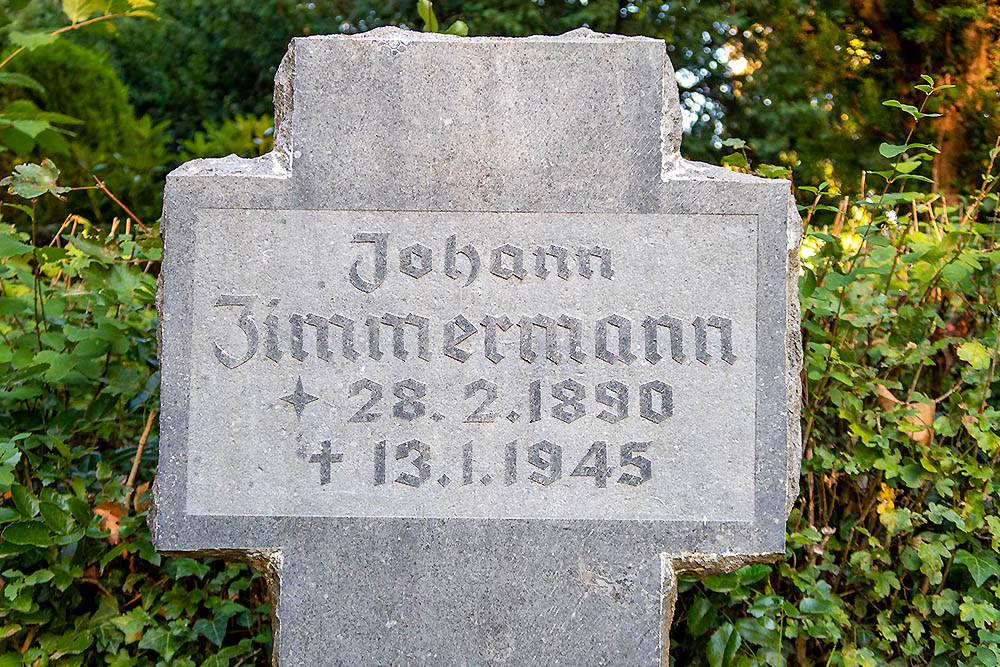 Johann
Zimmermann
✦ 28. 2. 1890
✝ 13.1.1945